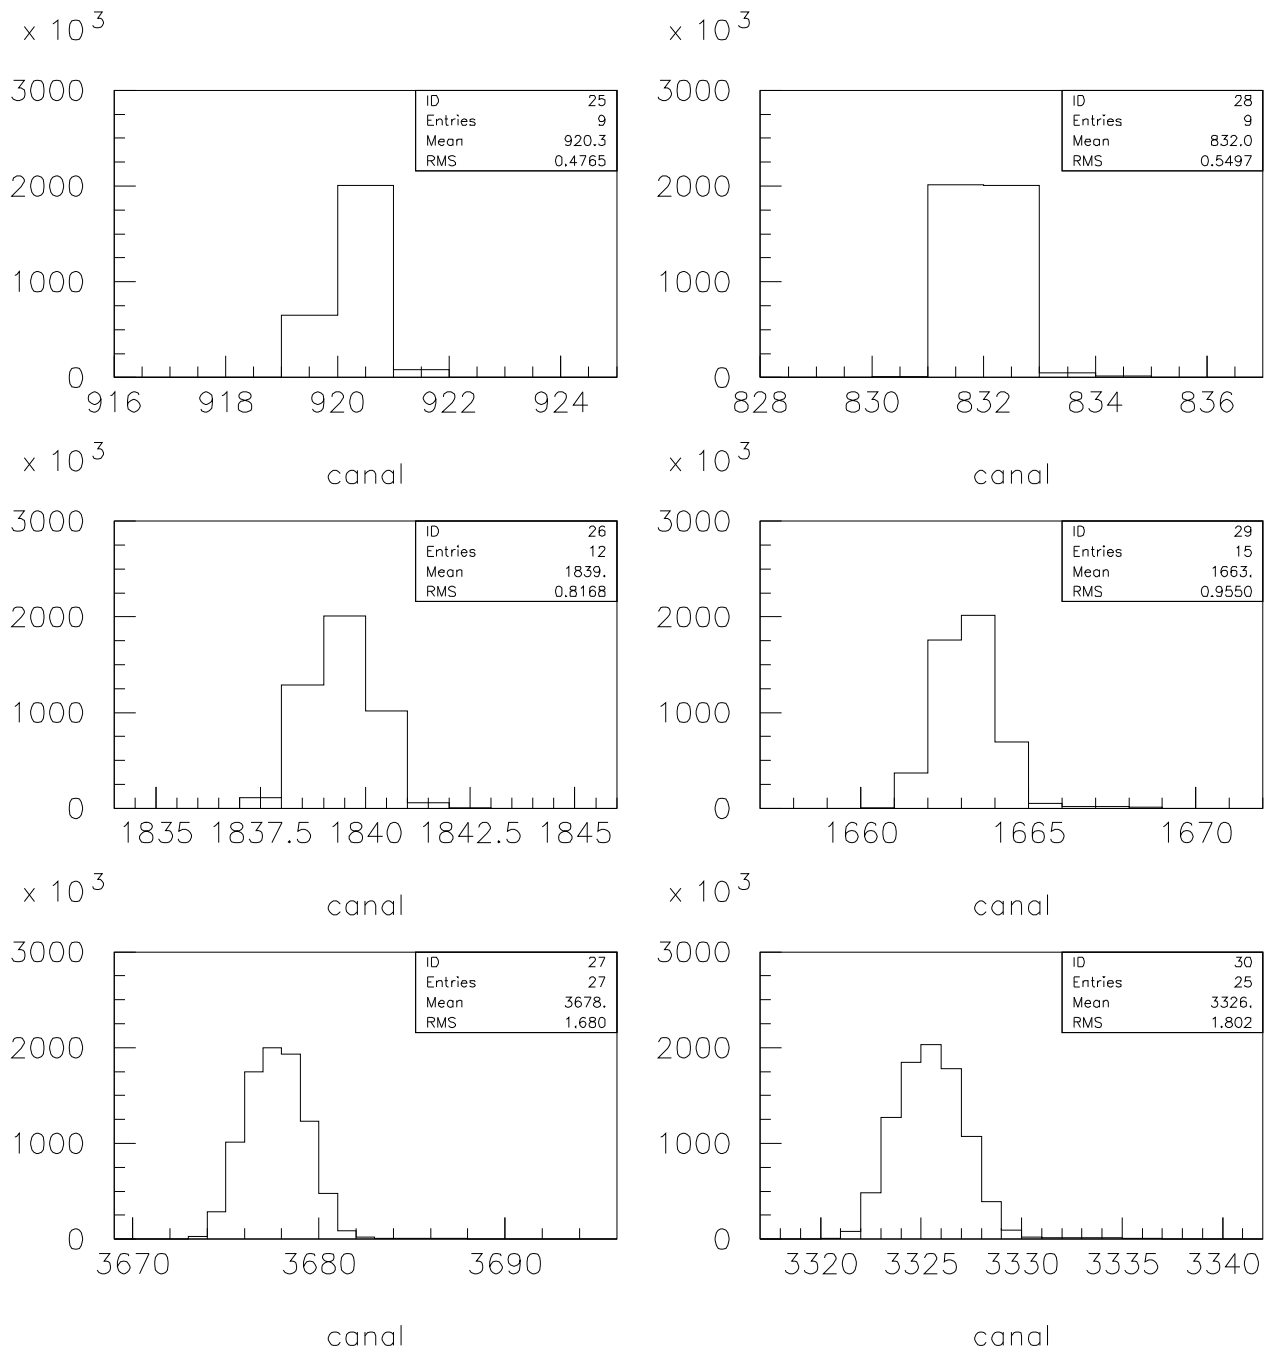 x 10 3
3000
2000
1000
0
916 918 920 922 924
canal
ID 25
Entries 9
Mean 920.3
RMS 0.4765
x 10 3
3000
2000
1000
0
828 830 832 834 836
canal
ID 28
Entries 9
Mean 832.0
RMS 0.5497
x 10 3
3000
2000
1000
0
1835 1837.5 1840 1842.5 1845
canal
ID 26
Entries 12
Mean 1839.
RMS 0.8168
x 10 3
3000
2000
1000
0
1660 1665 1670
canal
ID 29
Entries 15
Mean 1663.
RMS 0.9550
x 10 3
3000
2000
1000
0
3670 3680 3690
canal
ID 27
Entries 27
Mean 3678.
RMS 1.680
x 10 3
3000
2000
1000
0
3320 3325 3330 3335 3340
canal
ID 30
Entries 25
Mean 3326.
RMS 1.802